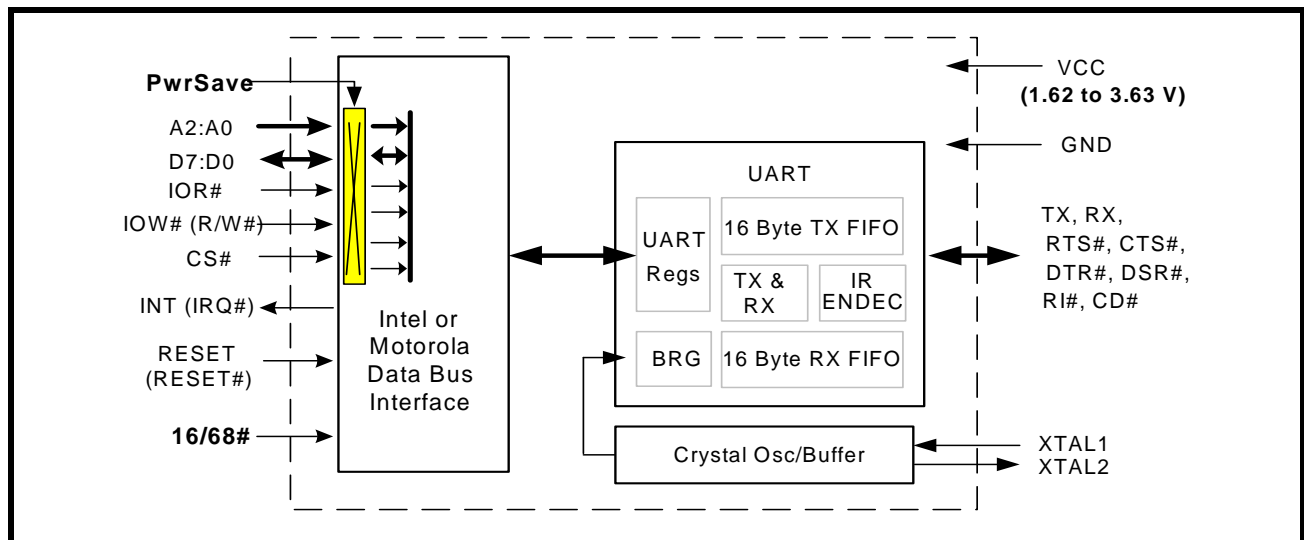 PwrSave
A2:A0
D7:D0
IOR#
IOW# (R/W#)
CS#
INT (IRQ#)
RESET
(RESET#)
16/68#
Intel or
Motorola
Data Bus
Interface
UART
UART
Regs
16 Byte TX FIFO
TX &
RX
IR
ENDEC
BRG
16 Byte RX FIFO
Crystal Osc/Buffer
VCC
(1.62 to 3.63 V)
GND
TX, RX,
RTS#, CTS#,
DTR#, DSR#,
RI#, CD#
XTAL1
XTAL2